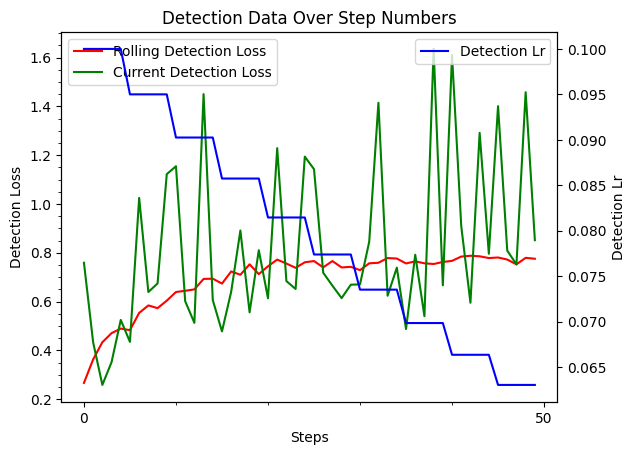 Detection Data Over Step Numbers
Rolling Detection Loss
Current Detection Loss
Detection Lr
1.6
1.4
1.2
1.0
0.8
0.6
0.4
0.2
Detection Loss
0.100
0.095
0.090
0.085
0.080
0.075
0.070
0.065
Detection Lr
0
50
Steps